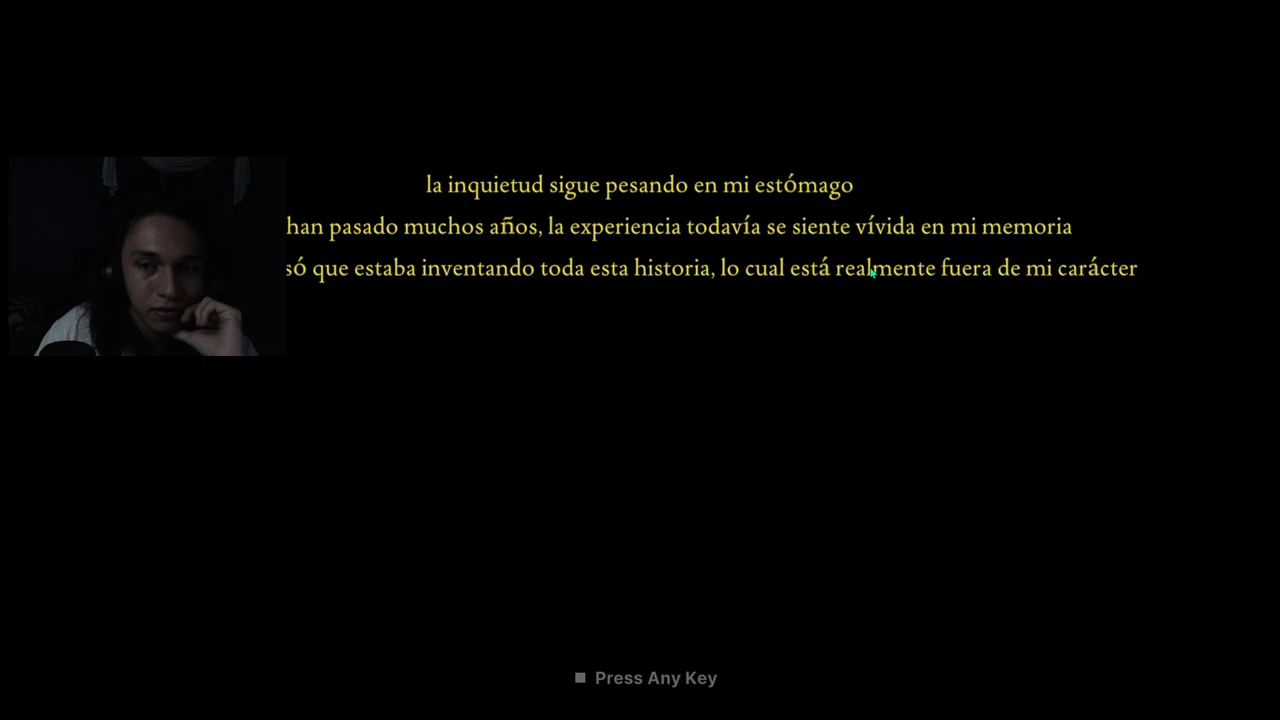 la inquietud sigue pesando en mi estómago
han pasado muchos años, la experiencia todavía se siente vívida en mi memoria
que estaba inventando toda esta historia, lo cual está realmente fuera de mi carácter
Press Any Key